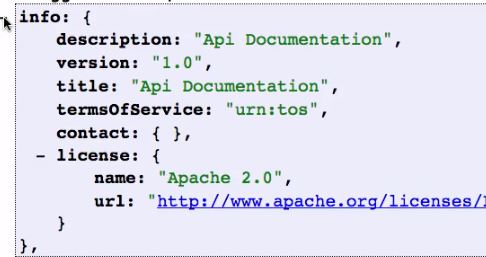 info: {
description: "Api Documentation",
version: "1.0",
title: "Api Documentation",
termsOfService: "urn:tos",
contact: { },
- license: {
name: "Apache 2.0",
url: "http://www.apache.org/licenses/
}
},